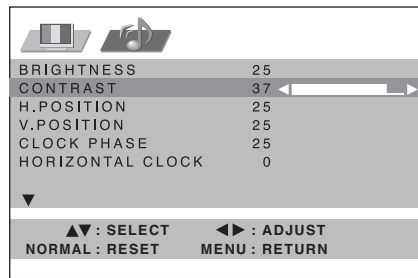 BRIGHTNESS 25
CONTRAST 37
H.POSITION 25
V.POSITION 25
CLOCK PHASE 25
HORIZONTAL CLOCK 0
▼
▲▼: SELECT ◀▶: ADJUST
NORMAL: RESET MENU: RETURN